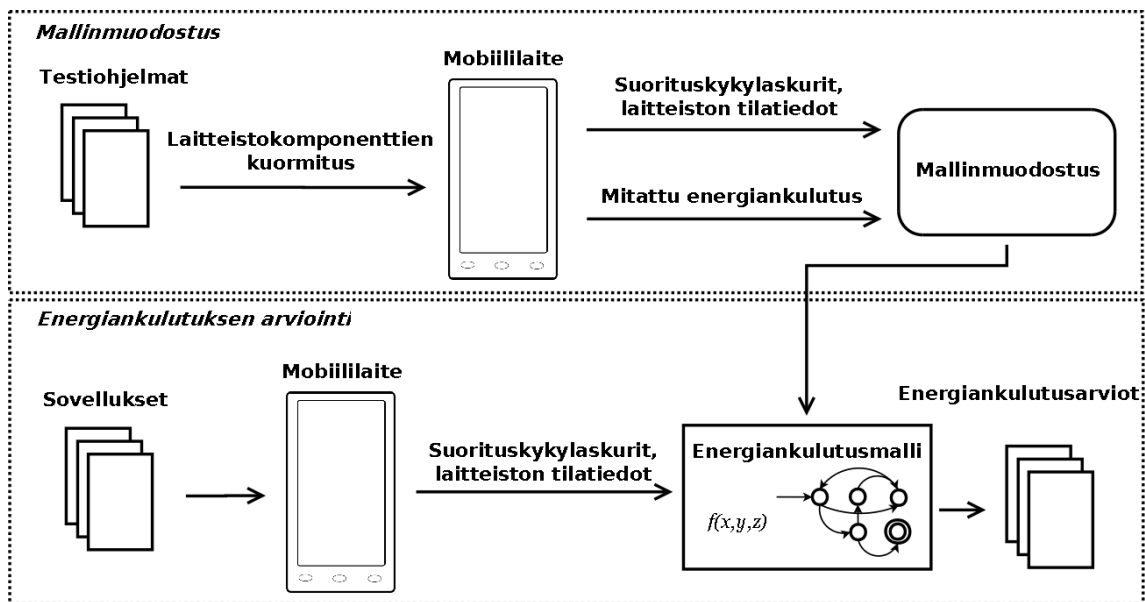 Mallinmuodostus
Testiohjelmat
Mobiililaite
Laitteistokomponenttien
kuormitus
Suorituskykylaskurit,
laitteiston tilatiedot
Mitattu energiankulutus
Mallinmuodostus
Energiankulutuksen arviointi
Sovellukset
Mobiililaite
Suorituskykylaskurit,
laitteiston tilatiedot
Energiankulutusmalli
f(x,y,z)
Energiankulutusarviot